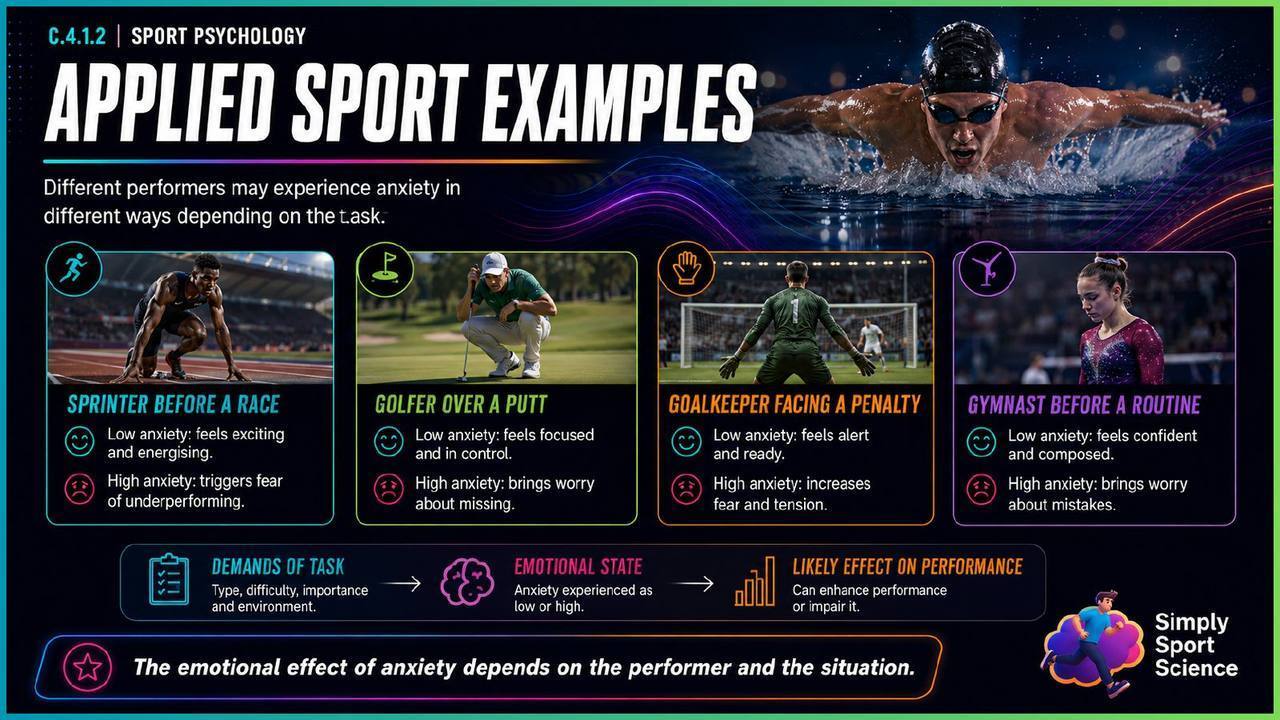 C.4.1.2 | SPORT PSYCHOLOGY
APPLIED SPORT EXAMPLES
Different performers may experience anxiety in
different ways depending on the task.
SPRINTER BEFORE A RACE
Low anxiety: feels exciting
and energising.
High anxiety: triggers fear
of underperforming.
GOLFER OVER A PUTT
Low anxiety: feels focused
and in control.
High anxiety: brings worry
about missing.
1
GOALKEEPER FACING A PENALTY
Low anxiety: feels alert
and ready.
High anxiety: increases
fear and tension.
GYMNAST BEFORE A ROUTINE
Low anxiety: feels confident
and composed.
High anxiety: brings worry
about mistakes.
DEMANDS OF TASK
Type, difficulty, importance
and environment.
EMOTIONAL STATE
Anxiety experienced as
low or high.
LIKELY EFFECT ON PERFORMANCE
Can enhance performance
or impair it.
The emotional effect of anxiety depends on the performer and the situation.
Simply
Sport
Science